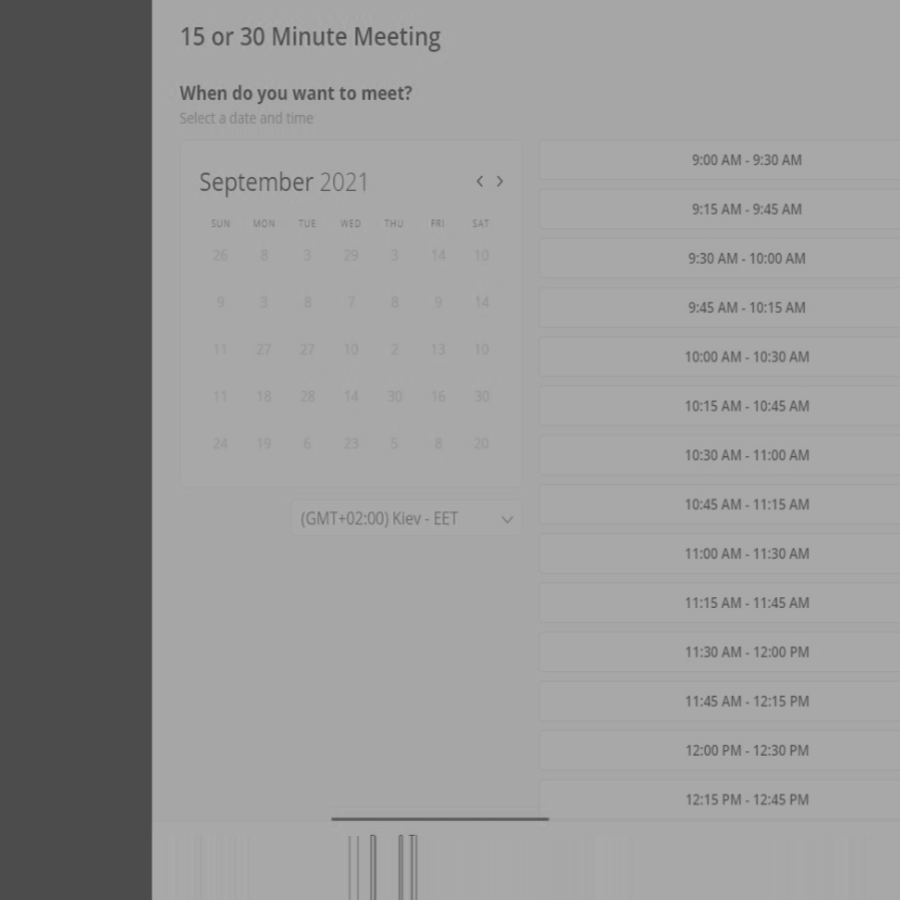 15 or 30 Minute Meeting
When do you want to meet?
Select a date and time
September 2021
SUN MON TUE WED THU FRI SAT
26 8 3 29 3 14 10
9 3 8 7 8 9 14
11 27 27 10 2 13 10
11 18 28 14 30 16 30
24 19 6 23 5 8 20
(GMT+02:00) Kiev - EET
9:00 AM - 9:30 AM
9:15 AM - 9:45 AM
9:30 AM - 10:00 AM
9:45 AM - 10:15 AM
10:00 AM - 10:30 AM
10:15 AM - 10:45 AM
10:30 AM - 11:00 AM
10:45 AM - 11:15 AM
11:00 AM - 11:30 AM
11:15 AM - 11:45 AM
11:30 AM - 12:00 PM
11:45 AM - 12:15 PM
12:00 PM - 12:30 PM
12:15 PM - 12:45 PM